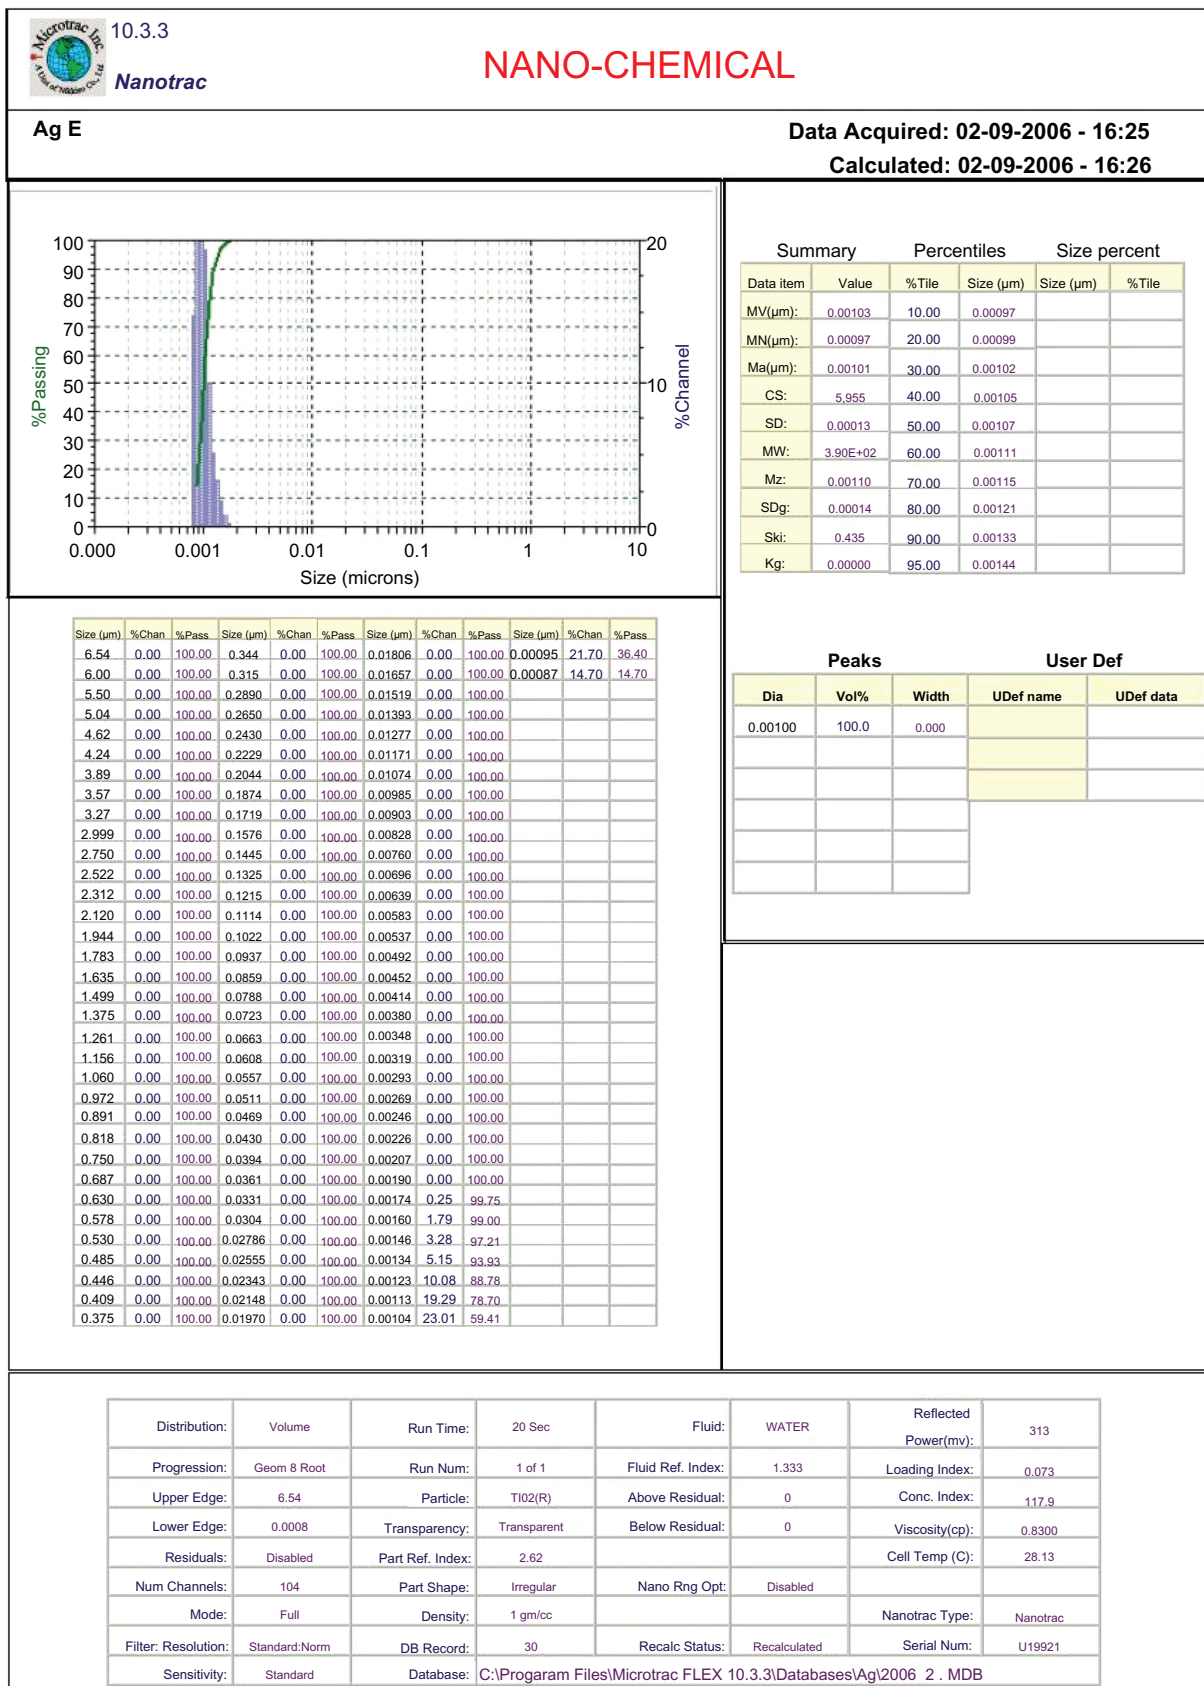 Microtrac Inc.
A Div. of Nikkiso Co., Ltd
10.3.3
Nanotrac
NANO-CHEMICAL
Ag E
Data Acquired: 02-09-2006 - 16:25
Calculated: 02-09-2006 - 16:26
100 20
90
80
70
60
50 10
40
30
20
10
0 0
%Passing
%Channel
0.000 0.001 0.01 0.1 1 10
Size (microns)
Summary Percentiles Size percent
Data item Value %Tile Size (µm) Size (µm) %Tile
MV(µm): 0.00103 10.00 0.00097
MN(µm): 0.00097 20.00 0.00099
Ma(µm): 0.00101 30.00 0.00102
CS: 5,955 40.00 0.00105
SD: 0.00013 50.00 0.00107
MW: 3.90E+02 60.00 0.00111
Mz: 0.00110 70.00 0.00115
SDg: 0.00014 80.00 0.00121
Ski: 0.435 90.00 0.00133
Kg: 0.00000 95.00 0.00144
Peaks User Def
Dia Vol% Width UDef name UDef data
0.00100 100.0 0.000
Size (µm) %Chan %Pass Size (µm) %Chan %Pass Size (µm) %Chan %Pass Size (µm) %Chan %Pass
6.54 0.00 100.00 0.344 0.00 100.00 0.01806 0.00 100.00 0.00095 21.70 36.40
6.00 0.00 100.00 0.315 0.00 100.00 0.01657 0.00 100.00 0.00087 14.70 14.70
5.50 0.00 100.00 0.2890 0.00 100.00 0.01519 0.00 100.00
5.04 0.00 100.00 0.2650 0.00 100.00 0.01393 0.00 100.00
4.62 0.00 100.00 0.2430 0.00 100.00 0.01277 0.00 100.00
4.24 0.00 100.00 0.2229 0.00 100.00 0.01171 0.00 100.00
3.89 0.00 100.00 0.2044 0.00 100.00 0.01074 0.00 100.00
3.57 0.00 100.00 0.1874 0.00 100.00 0.00985 0.00 100.00
3.27 0.00 100.00 0.1719 0.00 100.00 0.00903 0.00 100.00
2.999 0.00 100.00 0.1576 0.00 100.00 0.00828 0.00 100.00
2.750 0.00 100.00 0.1445 0.00 100.00 0.00760 0.00 100.00
2.522 0.00 100.00 0.1325 0.00 100.00 0.00696 0.00 100.00
2.312 0.00 100.00 0.1215 0.00 100.00 0.00639 0.00 100.00
2.120 0.00 100.00 0.1114 0.00 100.00 0.00583 0.00 100.00
1.944 0.00 100.00 0.1022 0.00 100.00 0.00537 0.00 100.00
1.783 0.00 100.00 0.0937 0.00 100.00 0.00492 0.00 100.00
1.635 0.00 100.00 0.0859 0.00 100.00 0.00452 0.00 100.00
1.499 0.00 100.00 0.0788 0.00 100.00 0.00414 0.00 100.00
1.375 0.00 100.00 0.0723 0.00 100.00 0.00380 0.00 100.00
1.261 0.00 100.00 0.0663 0.00 100.00 0.00348 0.00 100.00
1.156 0.00 100.00 0.0608 0.00 100.00 0.00319 0.00 100.00
1.060 0.00 100.00 0.0557 0.00 100.00 0.00293 0.00 100.00
0.972 0.00 100.00 0.0511 0.00 100.00 0.00269 0.00 100.00
0.891 0.00 100.00 0.0469 0.00 100.00 0.00246 0.00 100.00
0.818 0.00 100.00 0.0430 0.00 100.00 0.00226 0.00 100.00
0.750 0.00 100.00 0.0394 0.00 100.00 0.00207 0.00 100.00
0.687 0.00 100.00 0.0361 0.00 100.00 0.00190 0.00 100.00
0.630 0.00 100.00 0.0331 0.00 100.00 0.00174 0.25 99.75
0.578 0.00 100.00 0.0304 0.00 100.00 0.00160 1.79 99.00
0.530 0.00 100.00 0.02786 0.00 100.00 0.00146 3.28 97.21
0.485 0.00 100.00 0.02555 0.00 100.00 0.00134 5.15 93.93
0.446 0.00 100.00 0.02343 0.00 100.00 0.00123 10.08 88.78
0.409 0.00 100.00 0.02148 0.00 100.00 0.00113 19.29 78.70
0.375 0.00 100.00 0.01970 0.00 100.00 0.00104 23.01 59.41
Distribution: Volume Run Time: 20 Sec Fluid: WATER Reflected Power(mv): 313
Progression: Geom 8 Root Run Num: 1 of 1 Fluid Ref. Index: 1.333 Loading Index: 0.073
Upper Edge: 6.54 Particle: TI02(R) Above Residual: 0 Conc. Index: 117.9
Lower Edge: 0.0008 Transparency: Transparent Below Residual: 0 Viscosity(cp): 0.8300
Residuals: Disabled Part Ref. Index: 2.62 Cell Temp (C): 28.13
Num Channels: 104 Part Shape: Irregular Nano Rng Opt: Disabled
Mode: Full Density: 1 gm/cc Nanotrac Type: Nanotrac
Filter: Resolution: Standard:Norm DB Record: 30 Recalc Status: Recalculated Serial Num: U19921
Sensitivity: Standard Database: C:\Progaram Files\Microtrac FLEX 10.3.3\Databases\Ag\2006 2 . MDB